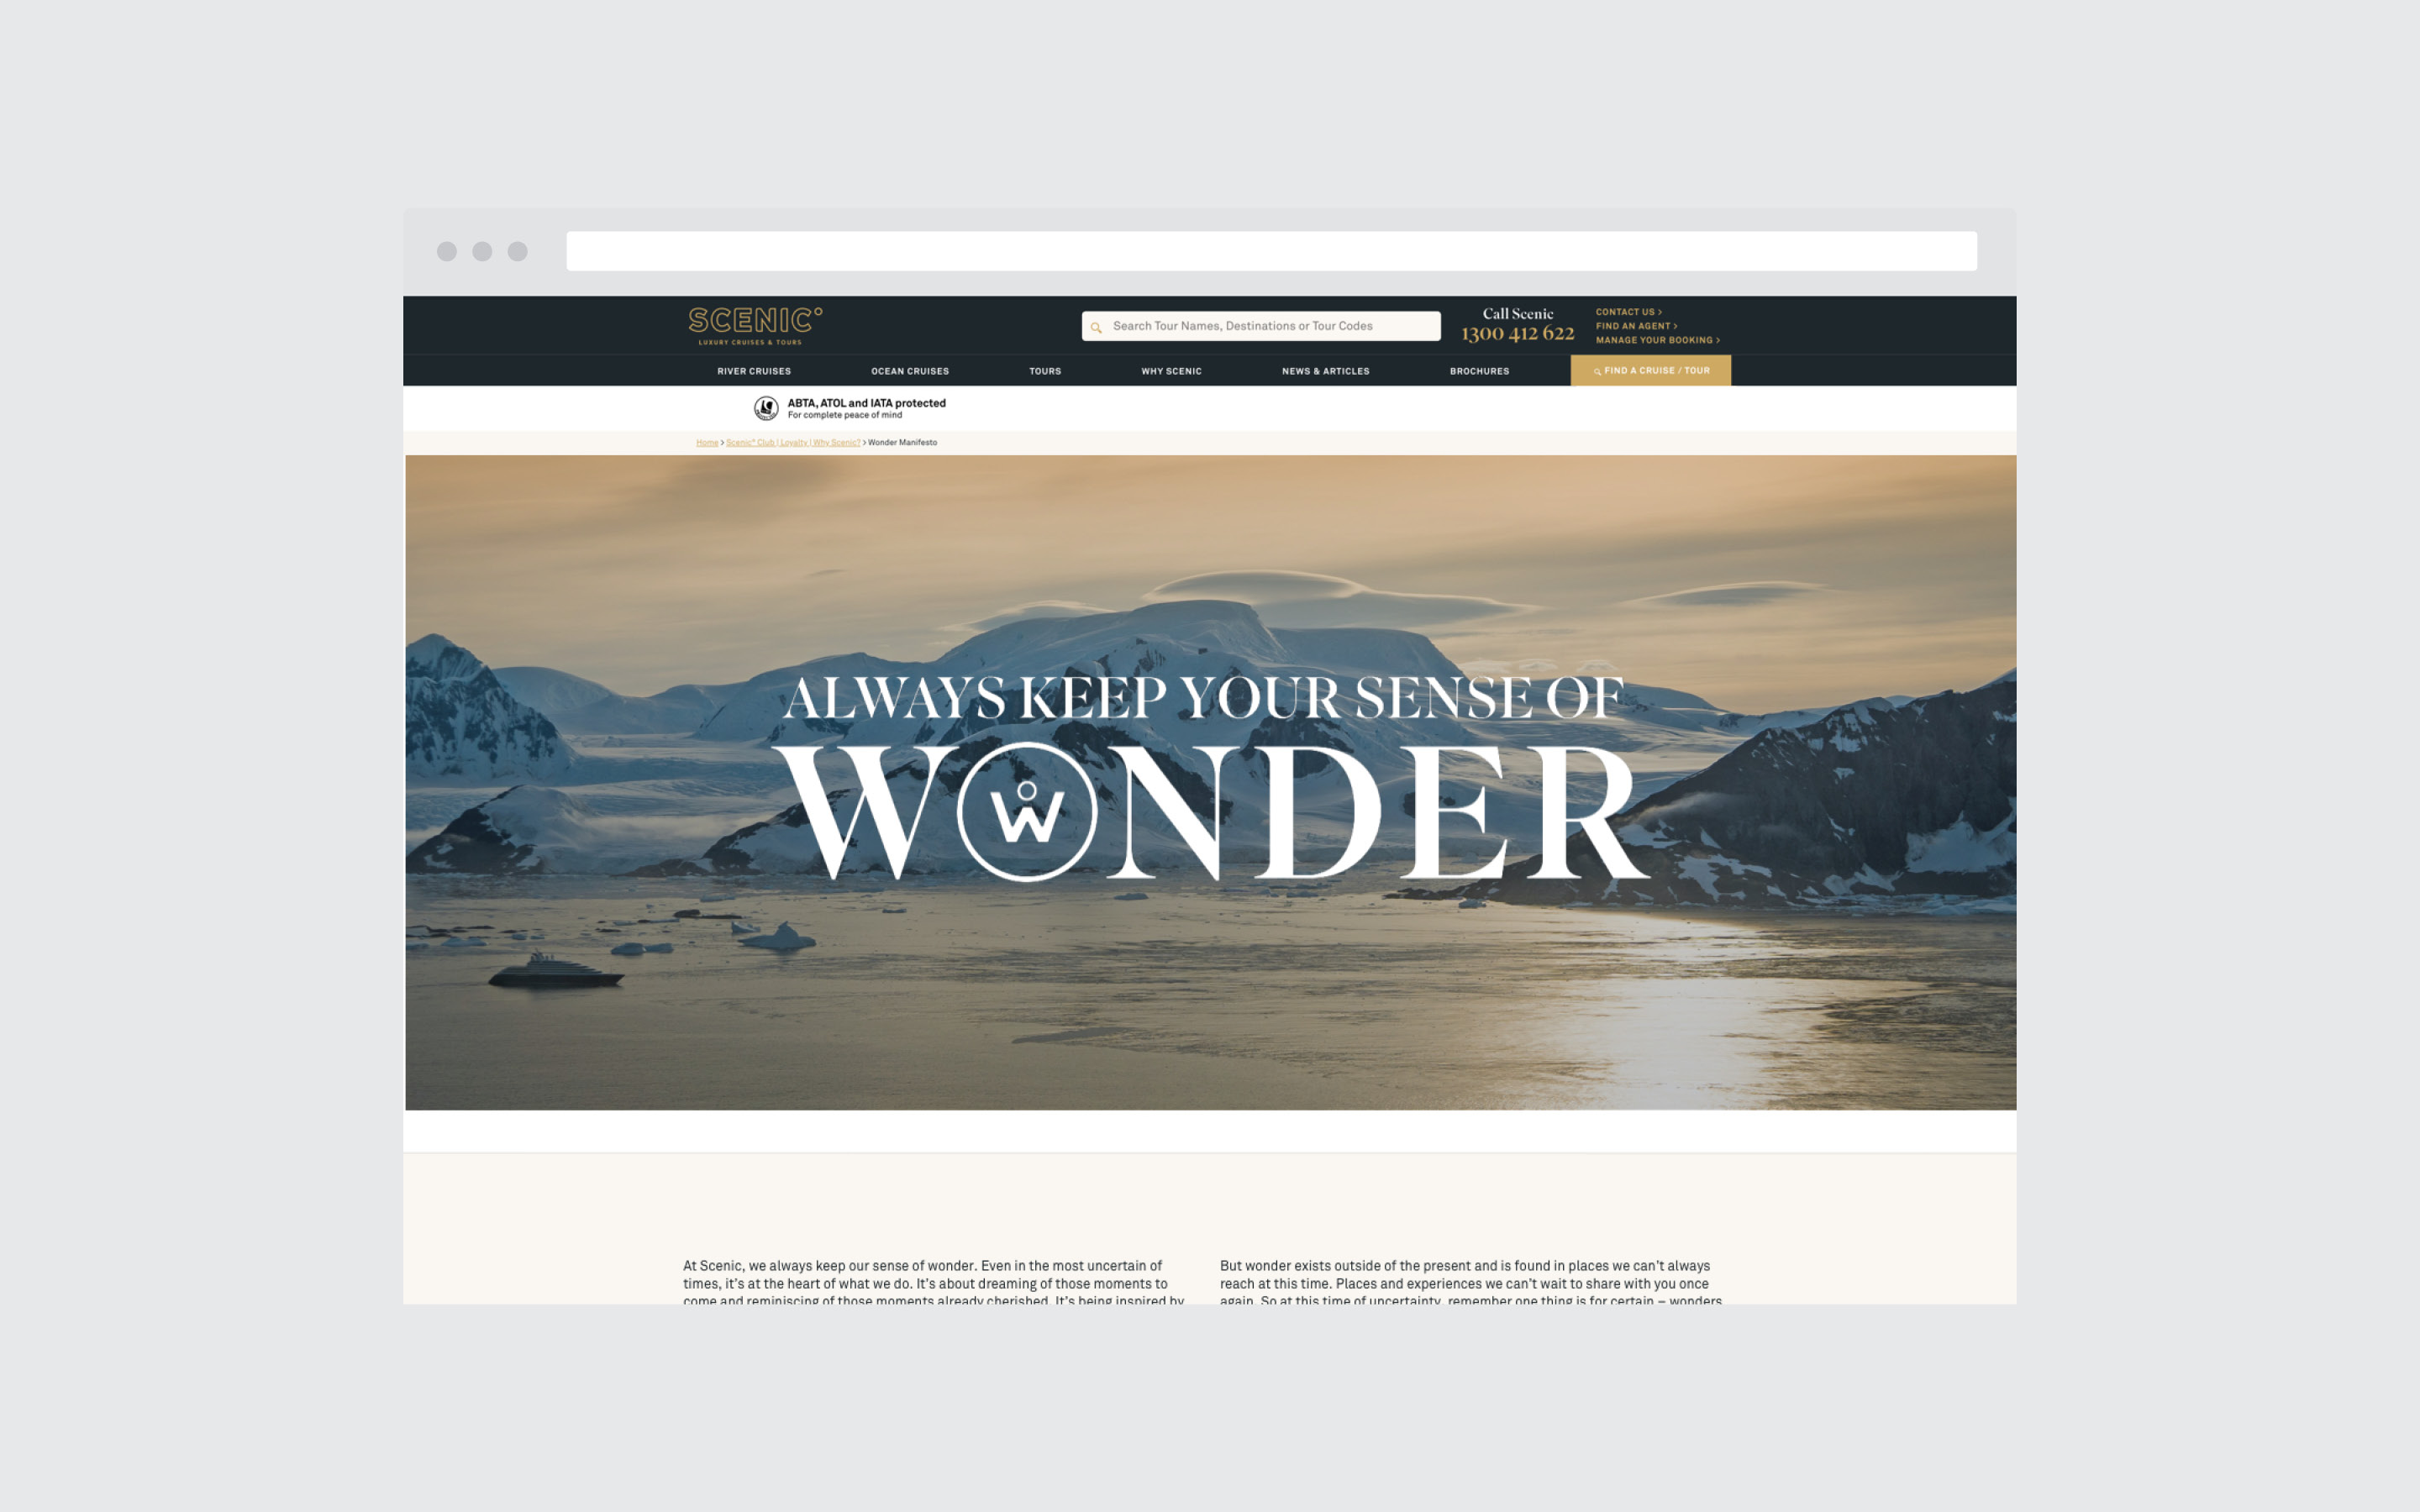 SCENIC°
LUXURY CRUISES & TOURS
Search Tour Names, Destinations or Tour Codes
Call Scenic
1300 412 622
CONTACT US >
FIND AN AGENT >
MANAGE YOUR BOOKING >
RIVER CRUISES
OCEAN CRUISES
TOURS
WHY SCENIC
NEWS & ARTICLES
BROCHURES
FIND A CRUISE / TOUR
ABTA, ATOL and IATA protected
For complete peace of mind
Home > Scenic® Club | Loyalty | Why Scenic? > Wonder Manifesto
ALWAYS KEEP YOUR SENSE OF
WONDER
At Scenic, we always keep our sense of wonder. Even in the most uncertain of
times, it's at the heart of what we do. It's about dreaming of those moments to
come and reminiscing of those moments already cherished. It's being inspired by
But wonder exists outside of the present and is found in places we can't always
reach at this time. Places and experiences we can't wait to share with you once
again. So at this time of uncertainty, remember one thing is for certain – wonders